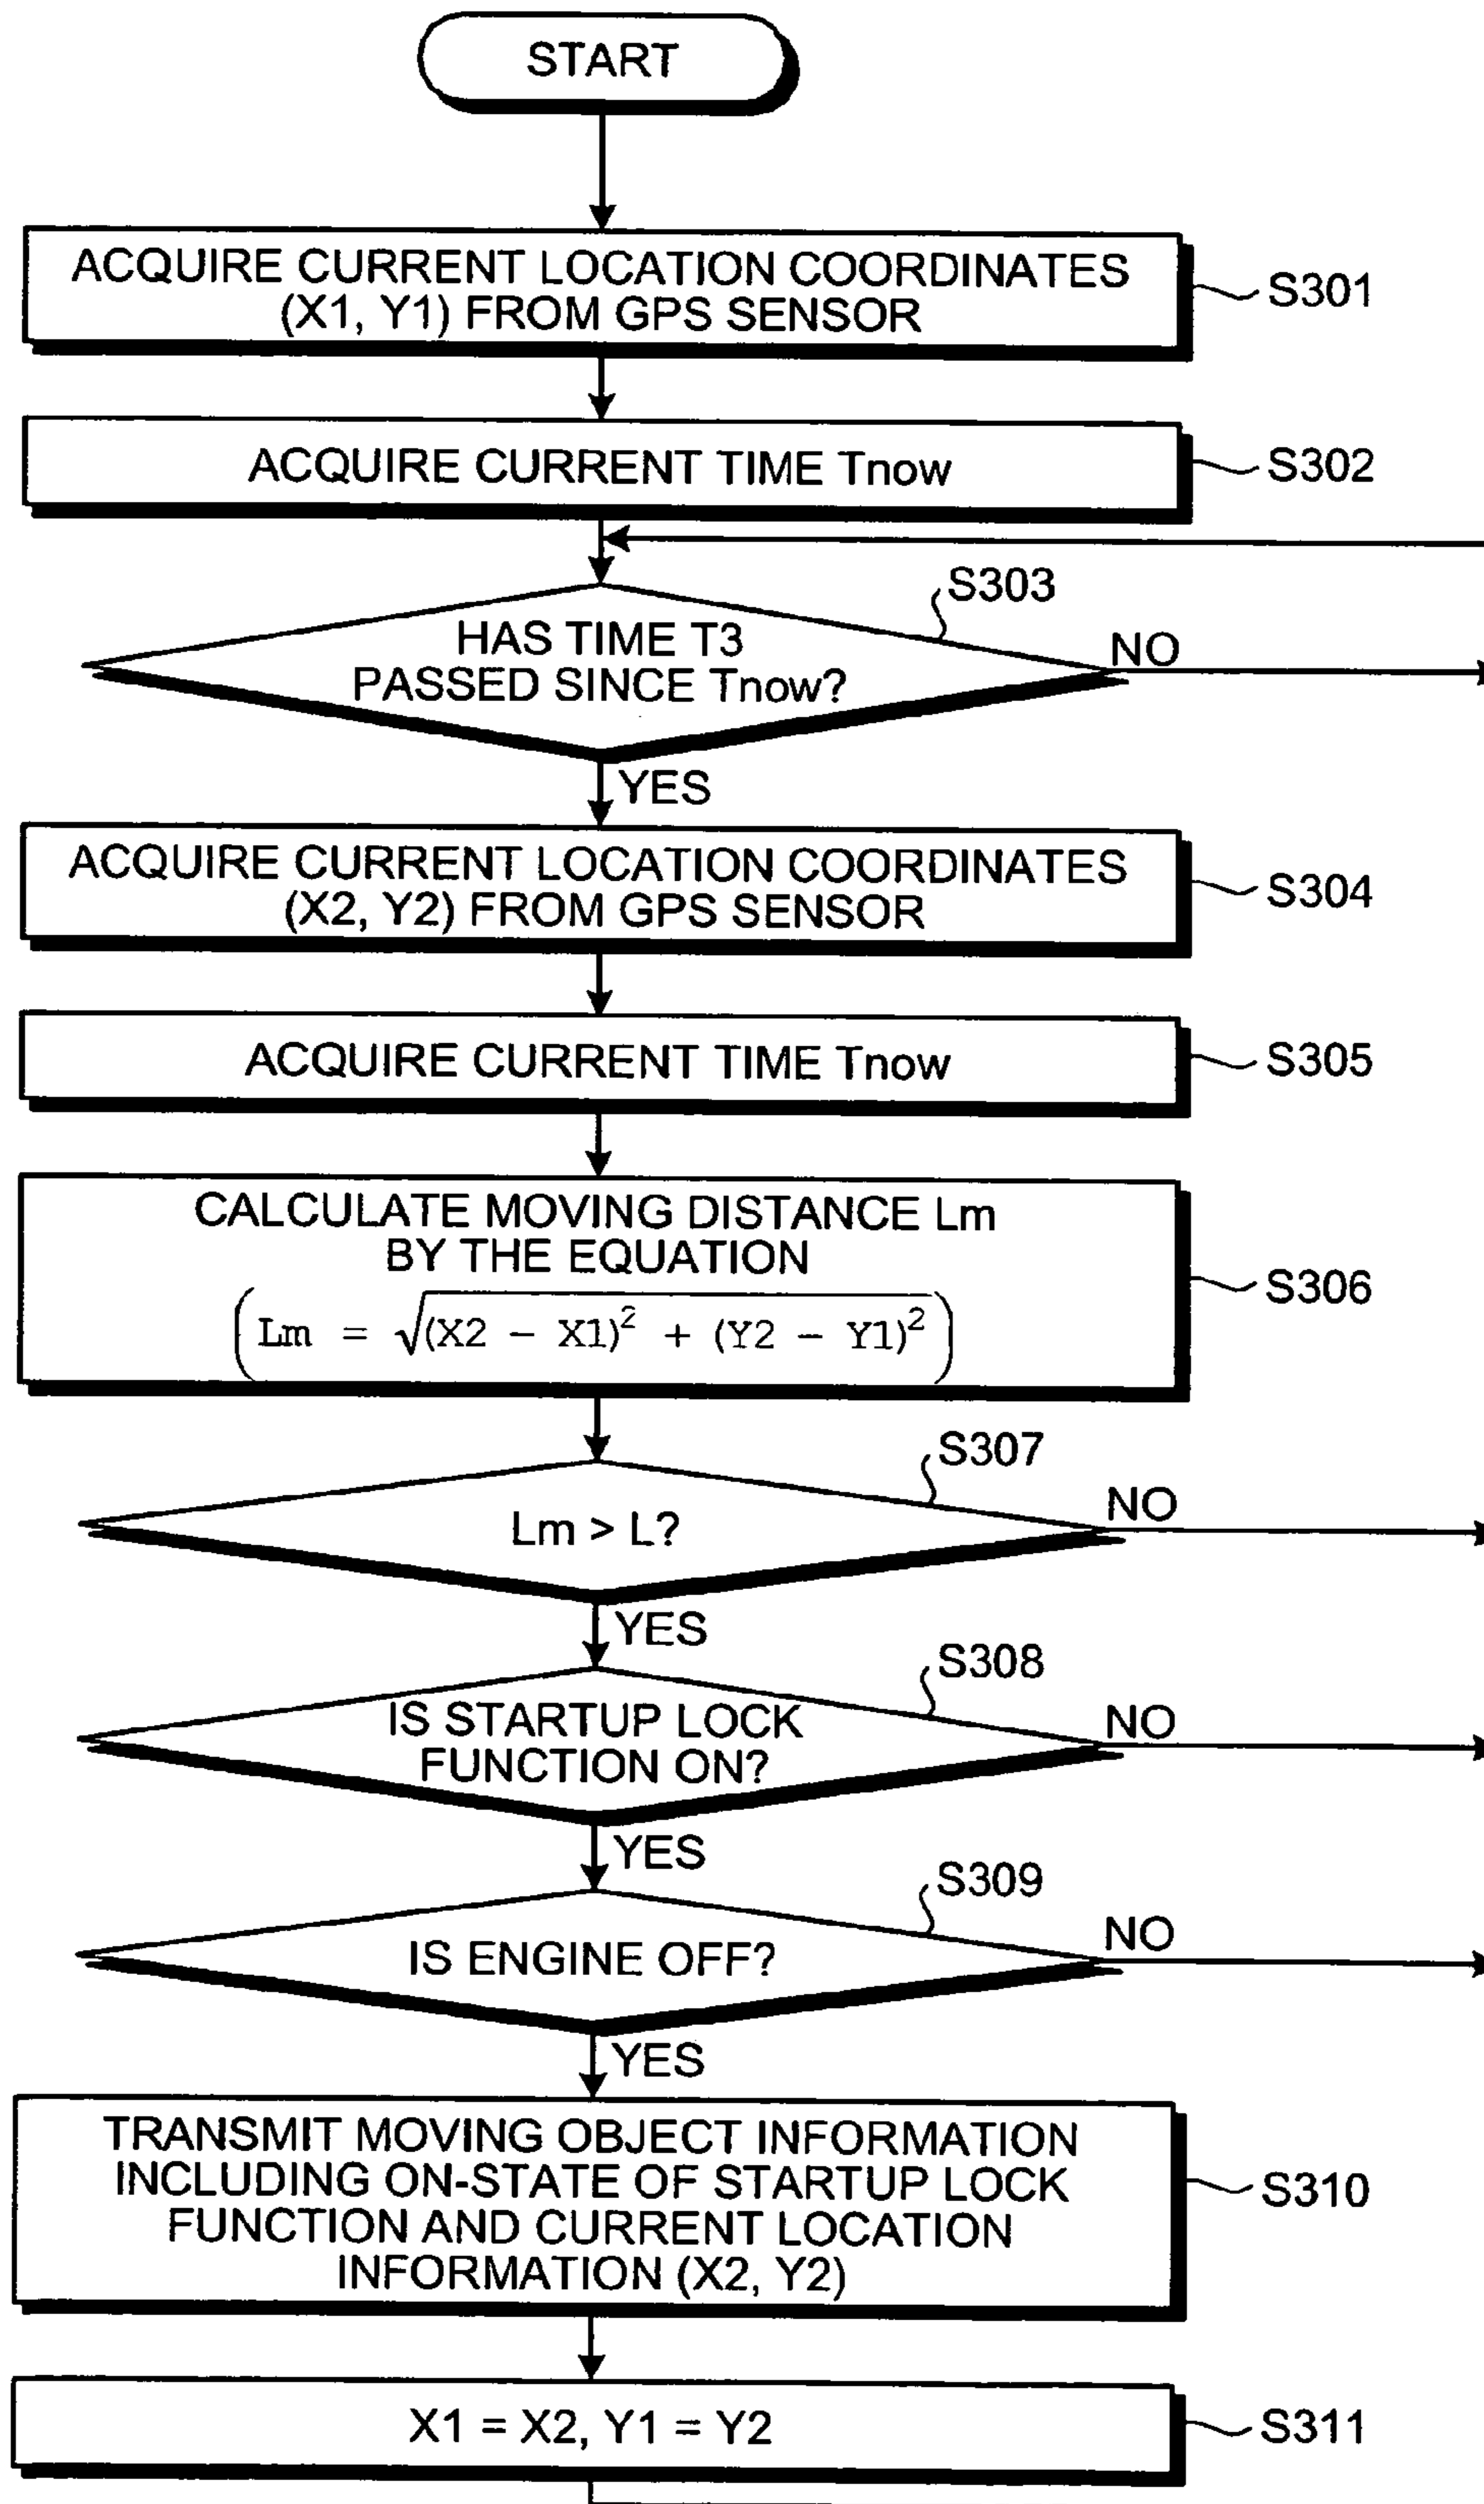 START
ACQUIRE CURRENT LOCATION COORDINATES
(X1, Y1) FROM GPS SENSOR
S301
ACQUIRE CURRENT TIME Tnow
S302
S303
HAS TIME T3
PASSED SINCE Tnow?
NO
YES
ACQUIRE CURRENT LOCATION COORDINATES
(X2, Y2) FROM GPS SENSOR
S304
ACQUIRE CURRENT TIME Tnow
S305
CALCULATE MOVING DISTANCE Lm
BY THE EQUATION
(Lm = √(X2 − X1)² + (Y2 − Y1)²)
S306
S307
Lm > L?
NO
YES
S308
IS STARTUP LOCK
FUNCTION ON?
NO
YES
S309
IS ENGINE OFF?
NO
YES
TRANSMIT MOVING OBJECT INFORMATION
INCLUDING ON-STATE OF STARTUP LOCK
FUNCTION AND CURRENT LOCATION
INFORMATION (X2, Y2)
S310
X1 = X2, Y1 = Y2
S311